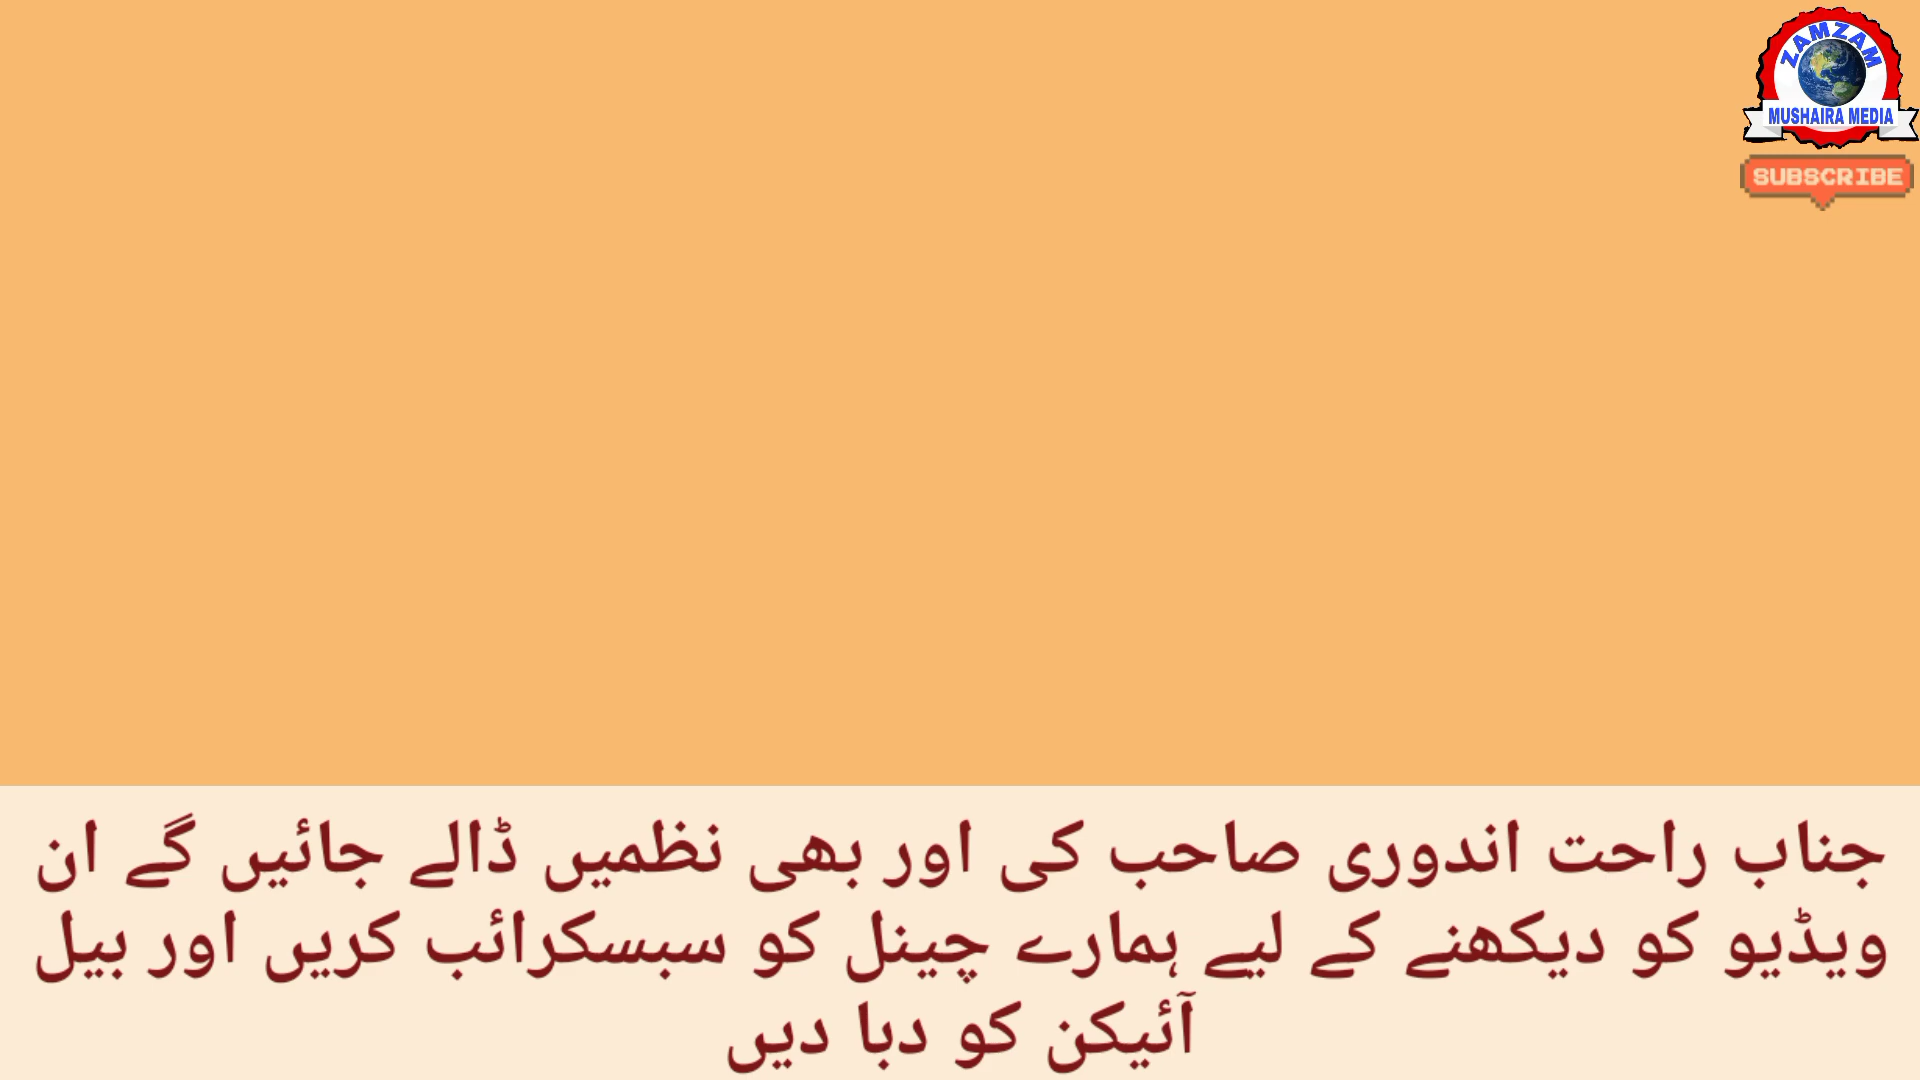 ZAMZAM
MUSHAIRA MEDIA
SUBSCRIBE
جناب راحت اندوری صاحب کی اور بھی نظمیں ڈالے جائیں گے ان
ویڈیو کو دیکھنے کے لیے ہمارے چینل کو سبسکرائب کریں اور بیل
آئیکن کو دبا دیں